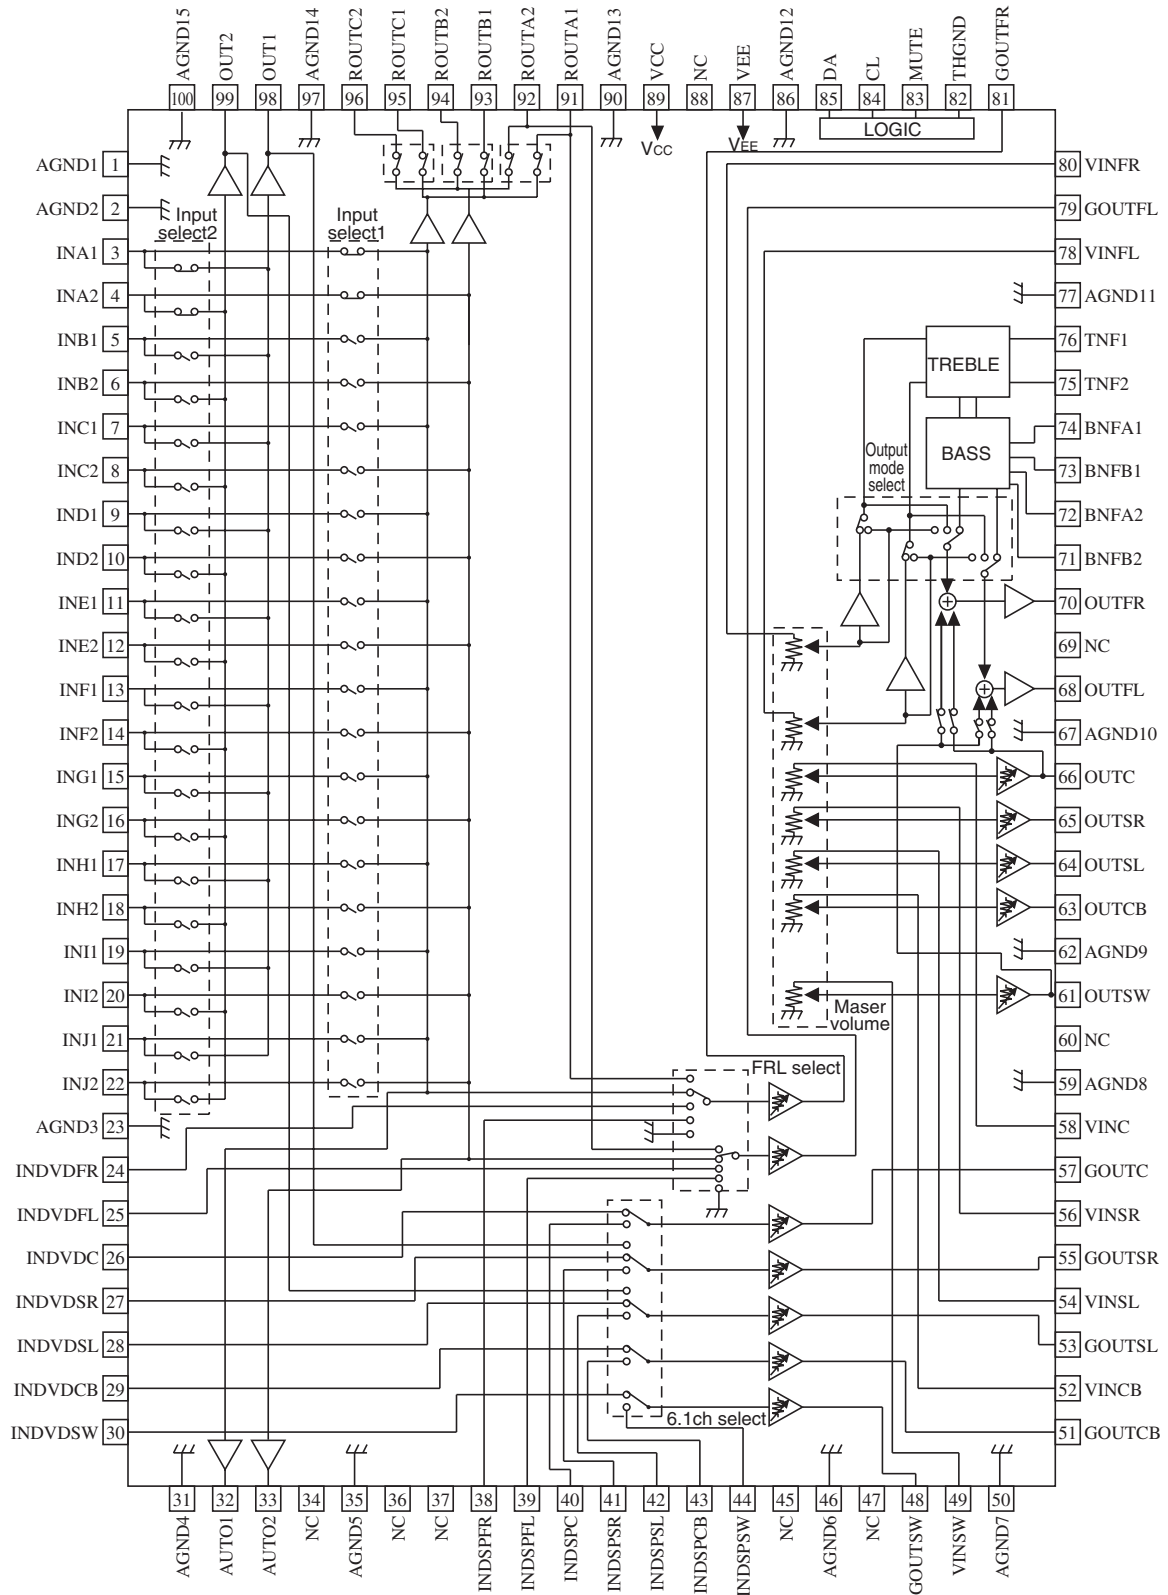 AGND15
OUT2
OUT1
AGND14
ROUTC2
ROUTC1
ROUTB2
ROUTB1
ROUTA2
ROUTA1
AGND13
VCC
NC
VEE
AGND12
DA
CL
MUTE
THGND
GOUTFR
100 99 98 97 96 95 94 93 92 91 90 89 88 87 86 85 84 83 82 81
LOGIC
VCC
VEE
AGND1 1
AGND2 2
INA1 3
INA2 4
INB1 5
INB2 6
INC1 7
INC2 8
IND1 9
IND2 10
INE1 11
INE2 12
INF1 13
INF2 14
ING1 15
ING2 16
INH1 17
INH2 18
INI1 19
INI2 20
INJ1 21
INJ2 22
AGND3 23
INDVDFR 24
INDVDFL 25
INDVDC 26
INDVDSR 27
INDVDSL 28
INDVDCB 29
INDVDSW 30
Input
select2
Input
select1
TREBLE
BASS
Output
mode
select
Maser
volume
FRL select
6.1ch select
80 VINFR
79 GOUTFL
78 VINFL
77 AGND11
76 TNF1
75 TNF2
74 BNFA1
73 BNFB1
72 BNFA2
71 BNFB2
70 OUTFR
69 NC
68 OUTFL
67 AGND10
66 OUTC
65 OUTSR
64 OUTSL
63 OUTCB
62 AGND9
61 OUTSW
60 NC
59 AGND8
58 VINC
57 GOUTC
56 VINSR
55 GOUTSR
54 VINSL
53 GOUTSL
52 VINCB
51 GOUTCB
31 32 33 34 35 36 37 38 39 40 41 42 43 44 45 46 47 48 49 50
AGND4
AUTO1
AUTO2
NC
AGND5
NC
NC
INDSPFR
INDSPFL
INDSPC
INDSPSR
INDSPSL
INDSPCB
INDSPSW
NC
AGND6
NC
GOUTSW
VINSW
AGND7